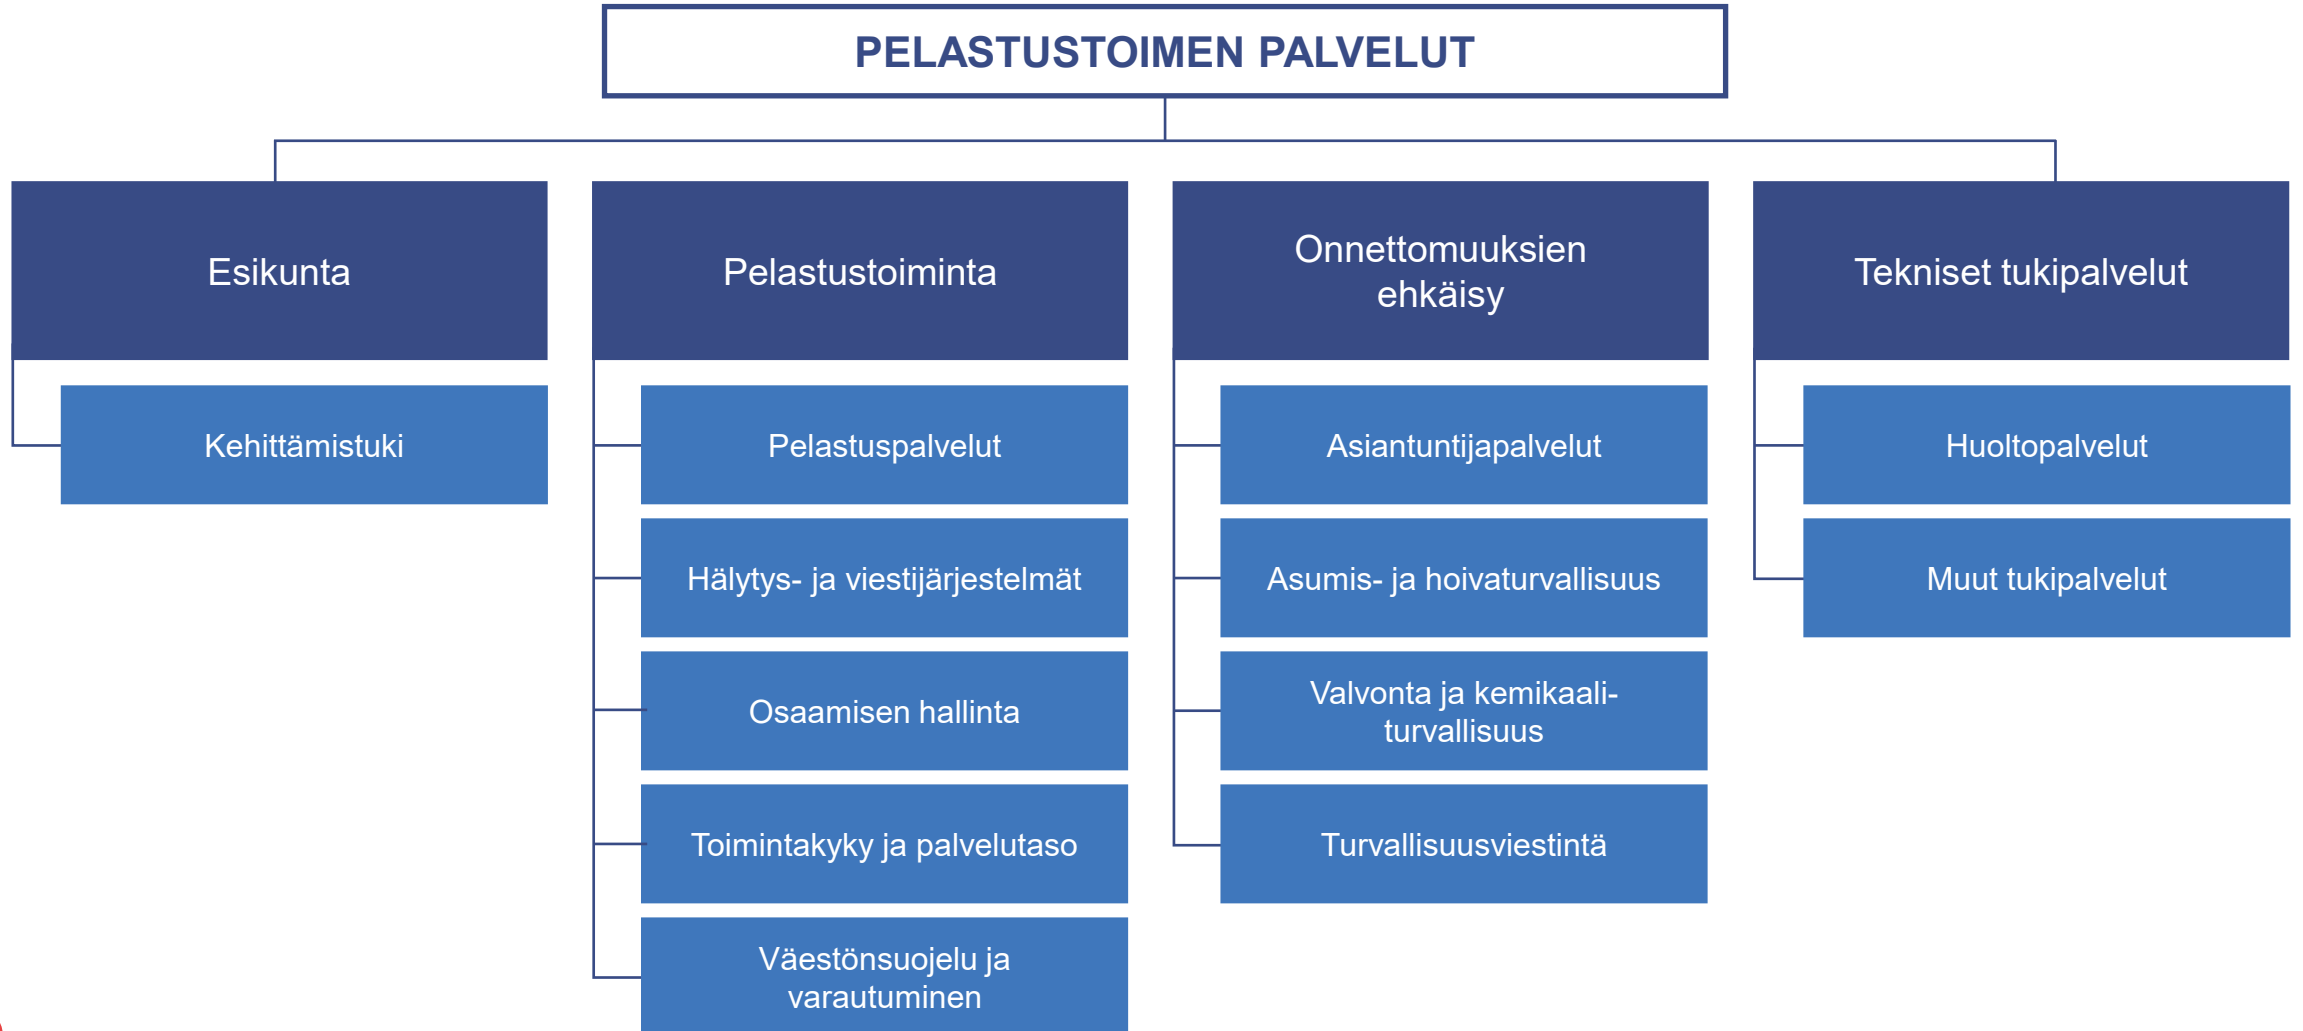 PELASTUSTOIMEN PALVELUT
Esikunta
Kehittämistuki
Pelastustoiminta
Pelastuspalvelut
Hälytys- ja viestijärjestelmät
Osaamisen hallinta
Toimintakyky ja palvelutaso
Väestönsuojelu ja
varautuminen
Onnettomuuksien
ehkäisy
Asiantuntijapalvelut
Asumis- ja hoivaturvallisuus
Valvonta ja kemikaali-
turvallisuus
Turvallisuusviestintä
Tekniset tukipalvelut
Huoltopalvelut
Muut tukipalvelut